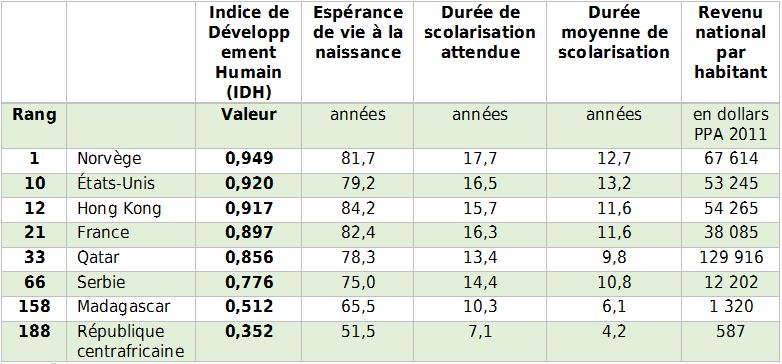 Indice de Développ ement Humain (IDH) Espérance de vie à la naissance Durée de scolarisation attendue Durée moyenne de scolarisation Revenu national par habitant
Rang Valeur années années années en dollars PPA 2011
1 Norvège 0,949 81,7 17,7 12,7 67 614
10 États-Unis 0,920 79,2 16,5 13,2 53 245
12 Hong Kong 0,917 84,2 15,7 11,6 54 265
21 France 0,897 82,4 16,3 11,6 38 085
33 Qatar 0,856 78,3 13,4 9,8 129 916
66 Serbie 0,776 75,0 14,4 10,8 12 202
158 Madagascar 0,512 65,5 10,3 6,1 1 320
188 République centrafricaine 0,352 51,5 7,1 4,2 587